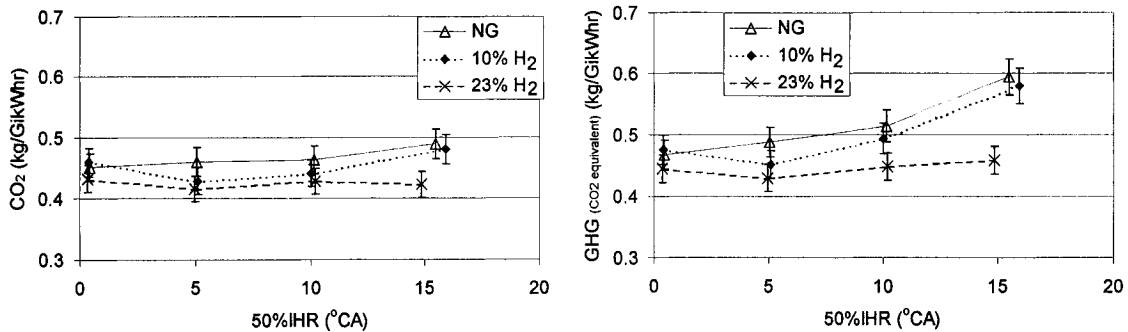 0.7
0.6
0.5
0.4
0.3
CO₂ (kg/GikWhr)
NG
10% H₂
23% H₂
0 5 10 15 20
50%IHR (°CA)
0.7
0.6
0.5
0.4
0.3
GHG (CO2 equivalent) (kg/GikWhr)
NG
10% H₂
23% H₂
0 5 10 15 20
50%IHR (°CA)